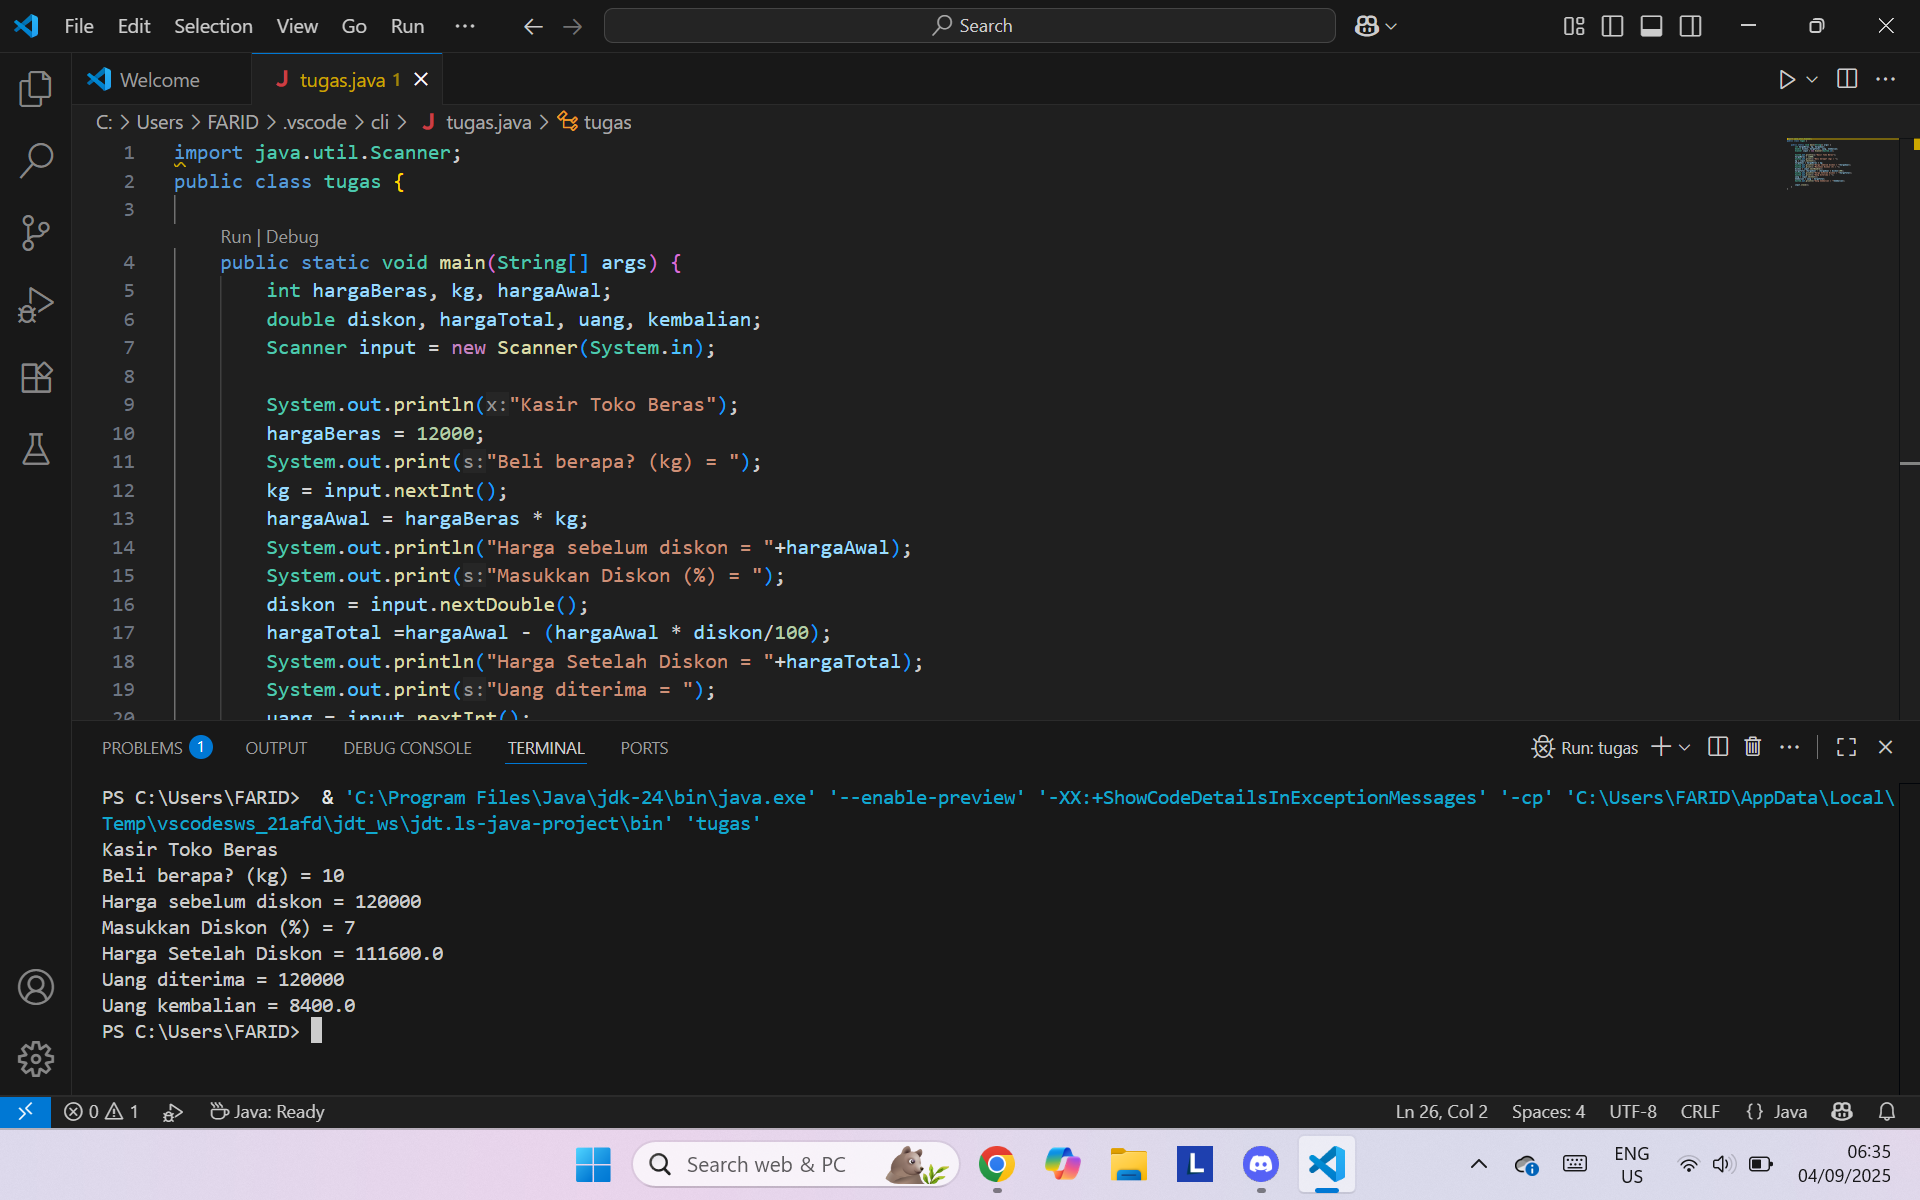 File Edit Selection View Go Run ··· Search
Welcome tugas.java 1
C: > Users > FARID > .vscode > cli > tugas.java > tugas
1 import java.util.Scanner;
2 public class tugas {
3
Run | Debug
4 public static void main(String[] args) {
5 int hargaBeras, kg, hargaAwal;
6 double diskon, hargaTotal, uang, kembalian;
7 Scanner input = new Scanner(System.in);
8
9 System.out.println(x:"Kasir Toko Beras");
10 hargaBeras = 12000;
11 System.out.print(s:"Beli berapa? (kg) = ");
12 kg = input.nextInt();
13 hargaAwal = hargaBeras * kg;
14 System.out.println("Harga sebelum diskon = "+hargaAwal);
15 System.out.print(s:"Masukkan Diskon (%) = ");
16 diskon = input.nextDouble();
17 hargaTotal =hargaAwal - (hargaAwal * diskon/100);
18 System.out.println("Harga Setelah Diskon = "+hargaTotal);
19 System.out.print(s:"Uang diterima = ");
20 uang = input.nextInt();
PROBLEMS 1 OUTPUT DEBUG CONSOLE TERMINAL PORTS Run: tugas
PS C:\Users\FARID> & 'C:\Program Files\Java\jdk-24\bin\java.exe' '--enable-preview' '-XX:+ShowCodeDetailsInExceptionMessages' '-cp' 'C:\Users\FARID\AppData\Local\
Temp\vscodesws_21afd\jdt_ws\jdt.ls-java-project\bin' 'tugas'
Kasir Toko Beras
Beli berapa? (kg) = 10
Harga sebelum diskon = 120000
Masukkan Diskon (%) = 7
Harga Setelah Diskon = 111600.0
Uang diterima = 120000
Uang kembalian = 8400.0
PS C:\Users\FARID>
0 1 Java: Ready Ln 26, Col 2 Spaces: 4 UTF-8 CRLF {} Java
Search web & PC L ENG 06:35
US 04/09/2025